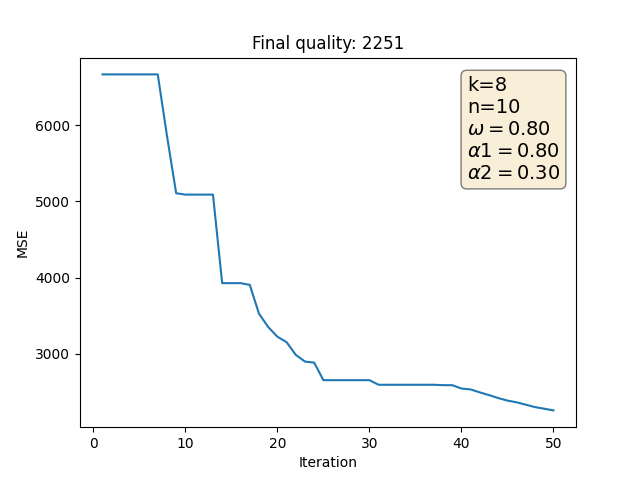 Final quality: 2251
k=8
n=10
ω = 0.80
α1 = 0.80
α2 = 0.30
6000
5000
4000
3000
MSE
0 10 20 30 40 50
Iteration